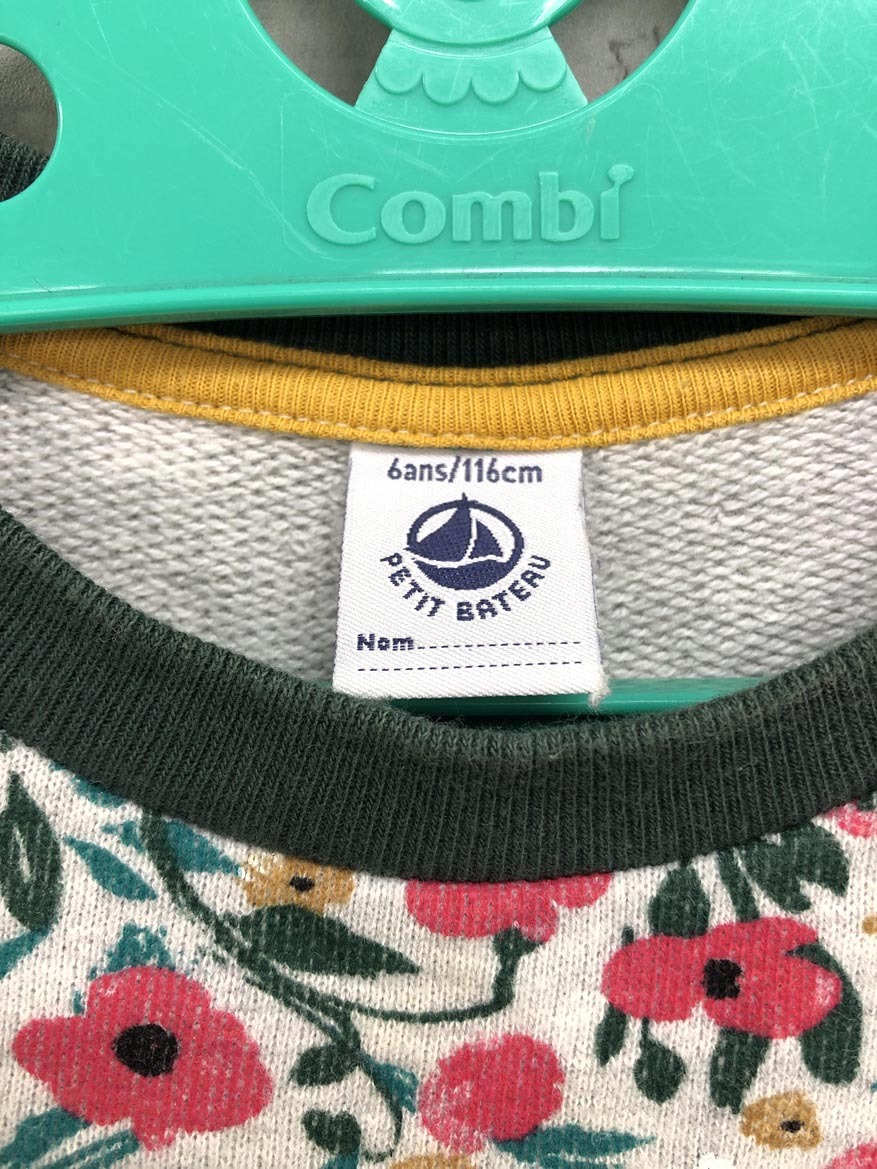 Combi
6ans/116cm
PETIT BATEAU
Nom